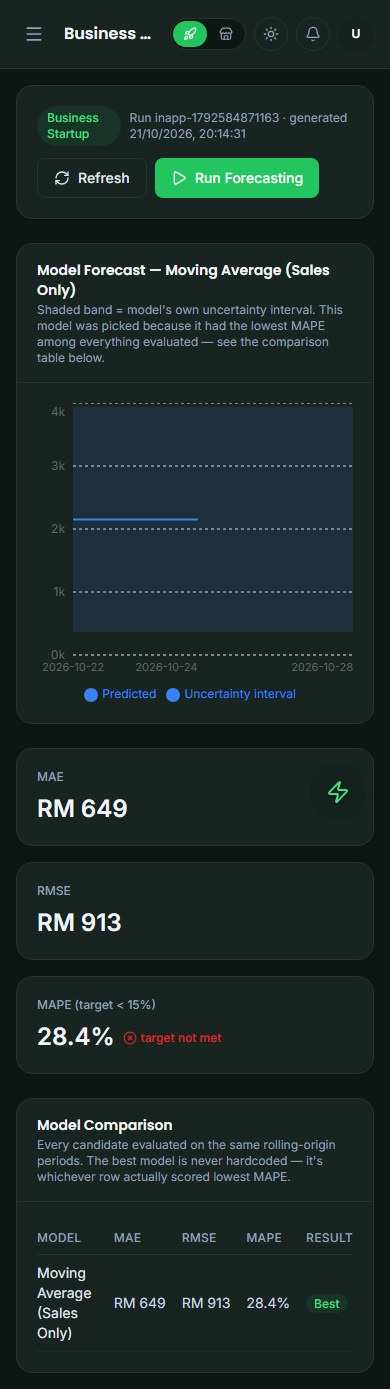 Business ...
U
Business
Startup
Run inapp-1792584871163 · generated
21/10/2026, 20:14:31
Refresh
Run Forecasting
Model Forecast — Moving Average (Sales
Only)
Shaded band = model's own uncertainty interval. This
model was picked because it had the lowest MAPE
among everything evaluated — see the comparison
table below.
4k
3k
2k
1k
0k
2026-10-22 2026-10-24 2026-10-28
Predicted Uncertainty interval
MAE
RM 649
RMSE
RM 913
MAPE (target < 15%)
28.4% target not met
Model Comparison
Every candidate evaluated on the same rolling-origin
periods. The best model is never hardcoded — it's
whichever row actually scored lowest MAPE.
MODEL MAE RMSE MAPE RESULT
Moving
Average
(Sales
Only)
RM 649 RM 913 28.4% Best